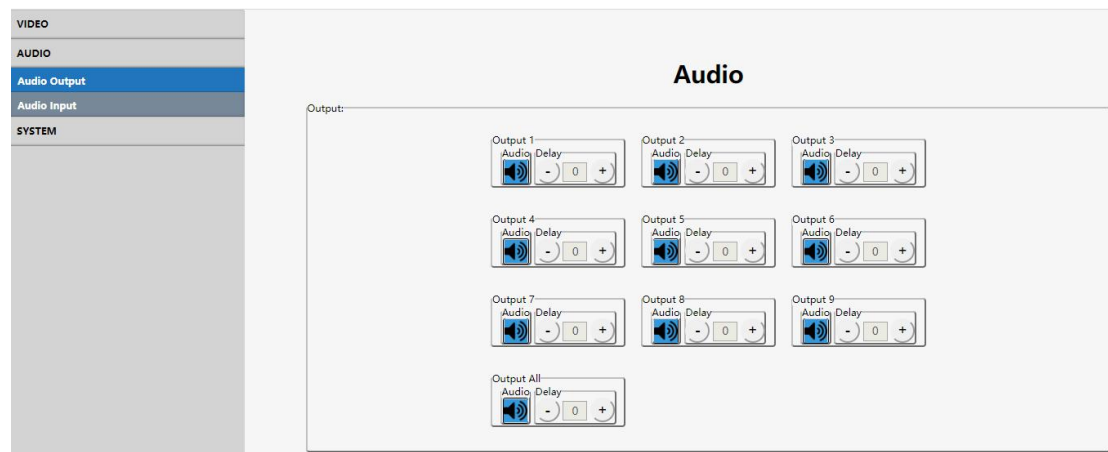 VIDEO
AUDIO
Audio Output
Audio Input
SYSTEM
Audio
Output:
Output 1 Output 2 Output 3
Audio Delay Audio Delay Audio Delay
- 0 + - 0 + - 0 +
Output 4 Output 5 Output 6
Audio Delay Audio Delay Audio Delay
- 0 + - 0 + - 0 +
Output 7 Output 8 Output 9
Audio Delay Audio Delay Audio Delay
- 0 + - 0 + - 0 +
Output All
Audio Delay
- 0 +